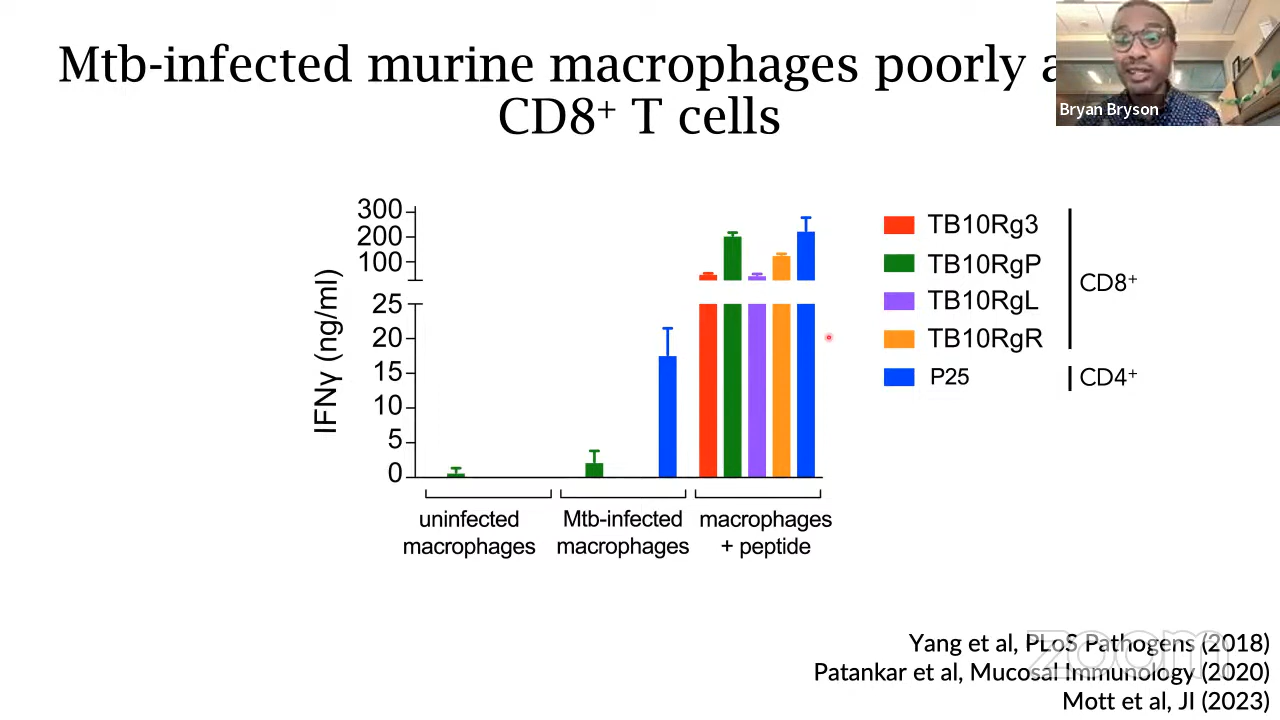 Mtb-infected murine macrophages poorly a
CD8⁺ T cells
Bryan Bryson
300
200
100
25
20
15
10
5
0
IFNγ (ng/ml)
uninfected
macrophages
Mtb-infected
macrophages
macrophages
+ peptide
TB10Rg3
TB10RgP
TB10RgL
TB10RgR
P25
CD8⁺
CD4⁺
Yang et al, PLoS Pathogens (2018)
Patankar et al, Mucosal Immunology (2020)
Mott et al, JI (2023)
zoom